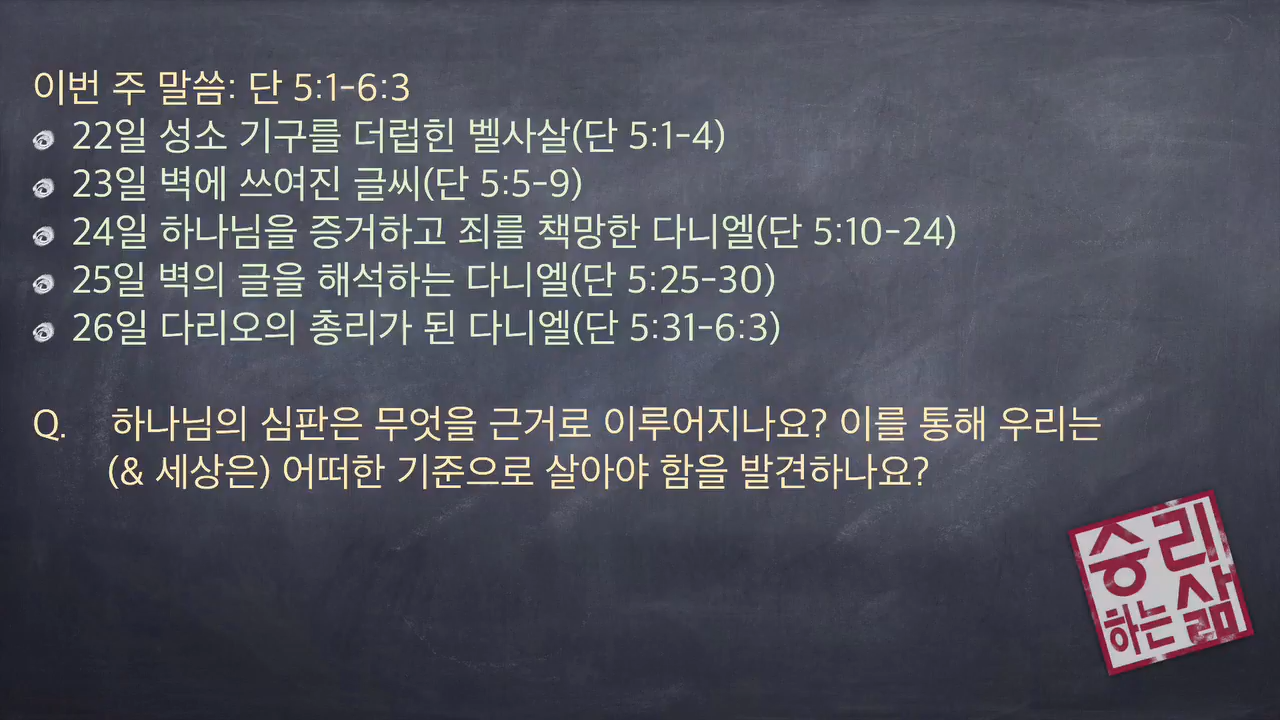 이번 주 말씀: 단 5:1-6:3
22일 성소 기구를 더럽힌 벨사살(단 5:1-4)
23일 벽에 쓰여진 글씨(단 5:5-9)
24일 하나님을 증거하고 죄를 책망한 다니엘(단 5:10-24)
25일 벽의 글을 해석하는 다니엘(단 5:25-30)
26일 다리오의 총리가 된 다니엘(단 5:31-6:3)
Q. 하나님의 심판은 무엇을 근거로 이루어지나요? 이를 통해 우리는
(& 세상은) 어떠한 기준으로 살아야 함을 발견하나요?
승리
하는 삶